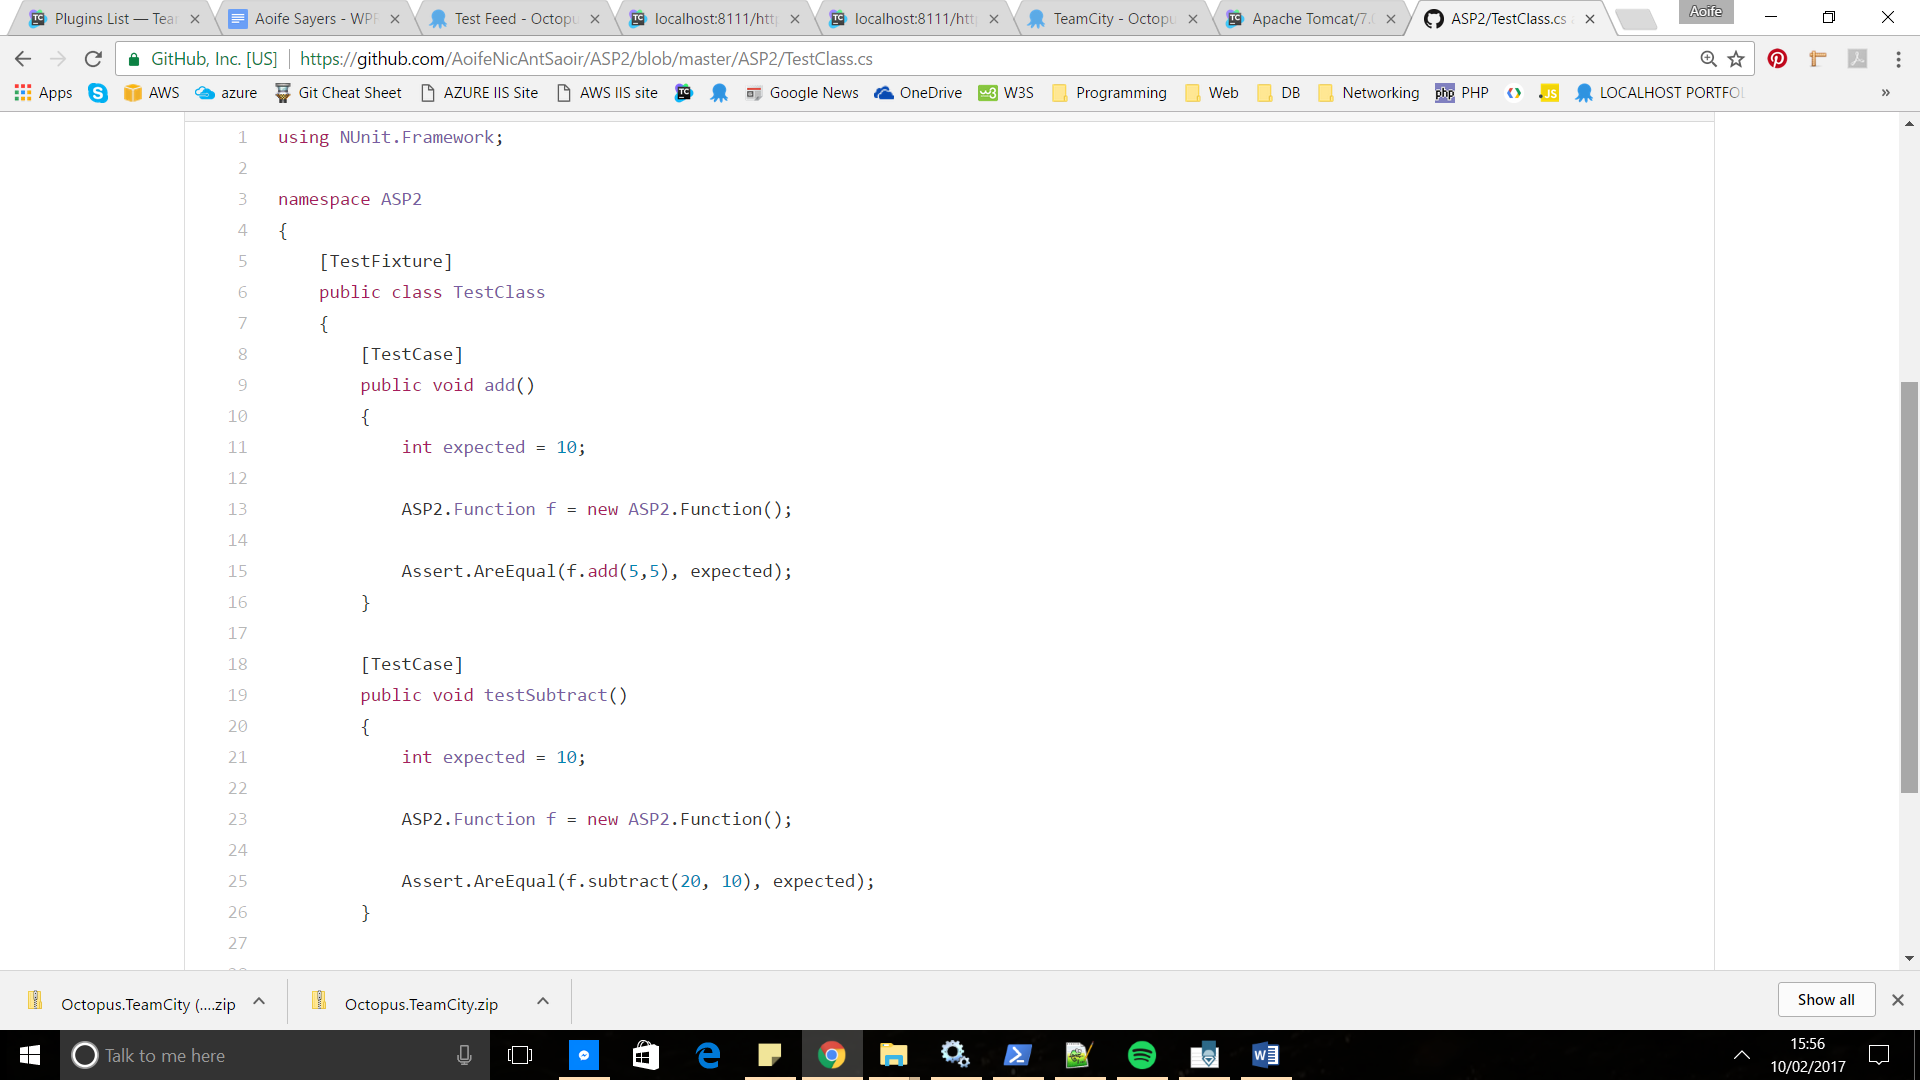 Plugins List — Tea
Aoife Sayers - WPF
Test Feed - Octopu
localhost:8111/htt
localhost:8111/htt
TeamCity - Octopu
Apache Tomcat/7.0
ASP2/TestClass.cs
Aoife
GitHub, Inc. [US] https://github.com/AoifeNicAntSaoir/ASP2/blob/master/ASP2/TestClass.cs
Apps AWS azure Git Cheat Sheet AZURE IIS Site AWS IIS site Google News OneDrive W3S Programming Web DB Networking PHP JS LOCALHOST PORTFO »
1 using NUnit.Framework;
2
3 namespace ASP2
4 {
5 [TestFixture]
6 public class TestClass
7 {
8 [TestCase]
9 public void add()
10 {
11 int expected = 10;
12
13 ASP2.Function f = new ASP2.Function();
14
15 Assert.AreEqual(f.add(5,5), expected);
16 }
17
18 [TestCase]
19 public void testSubtract()
20 {
21 int expected = 10;
22
23 ASP2.Function f = new ASP2.Function();
24
25 Assert.AreEqual(f.subtract(20, 10), expected);
26 }
27
Octopus.TeamCity (....zip
Octopus.TeamCity.zip
Show all
Talk to me here
15:56
10/02/2017